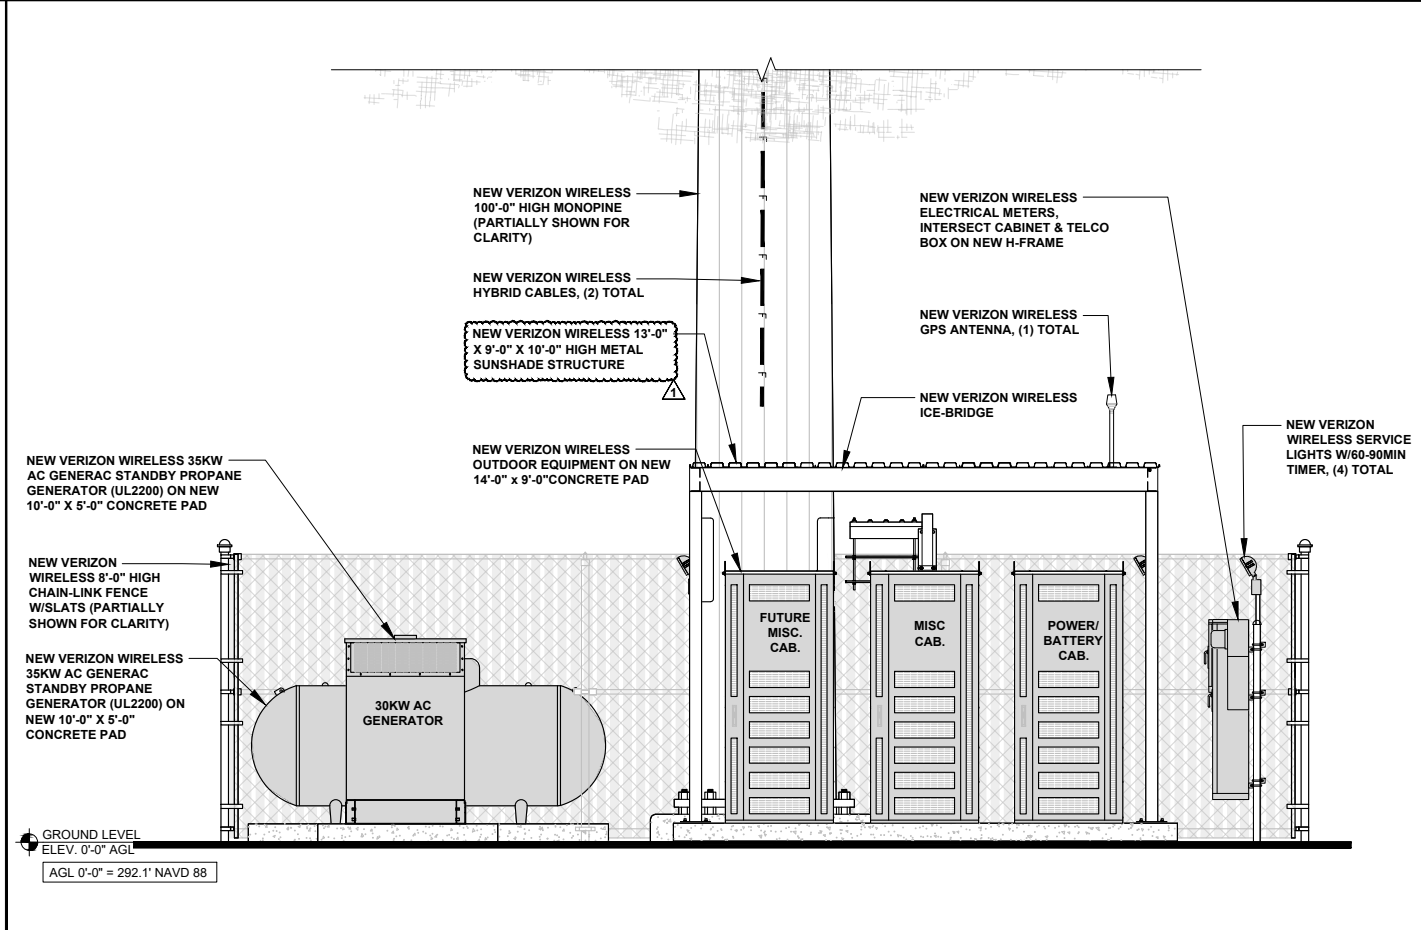 NEW VERIZON WIRELESS
100'-0" HIGH MONOPINE
(PARTIALLY SHOWN FOR
CLARITY)
NEW VERIZON WIRELESS
ELECTRICAL METERS,
INTERSECT CABINET & TELCO
BOX ON NEW H-FRAME
NEW VERIZON WIRELESS
HYBRID CABLES, (2) TOTAL
NEW VERIZON WIRELESS
GPS ANTENNA, (1) TOTAL
NEW VERIZON WIRELESS 13'-0"
X 9'-0" X 10'-0" HIGH METAL
SUNSHADE STRUCTURE
1
NEW VERIZON WIRELESS
ICE-BRIDGE
NEW VERIZON
WIRELESS SERVICE
LIGHTS W/60-90MIN
TIMER, (4) TOTAL
NEW VERIZON WIRELESS
OUTDOOR EQUIPMENT ON NEW
14'-0" x 9'-0"CONCRETE PAD
NEW VERIZON WIRELESS 35KW
AC GENERAC STANDBY PROPANE
GENERATOR (UL2200) ON NEW
10'-0" X 5'-0" CONCRETE PAD
NEW VERIZON
WIRELESS 8'-0" HIGH
CHAIN-LINK FENCE
W/SLATS (PARTIALLY
SHOWN FOR CLARITY)
NEW VERIZON WIRELESS
35KW AC GENERAC
STANDBY PROPANE
GENERATOR (UL2200) ON
NEW 10'-0" X 5'-0"
CONCRETE PAD
30KW AC
GENERATOR
FUTURE
MISC.
CAB.
MISC
CAB.
POWER/
BATTERY
CAB.
GROUND LEVEL
ELEV. 0'-0" AGL
AGL 0'-0" = 292.1' NAVD 88